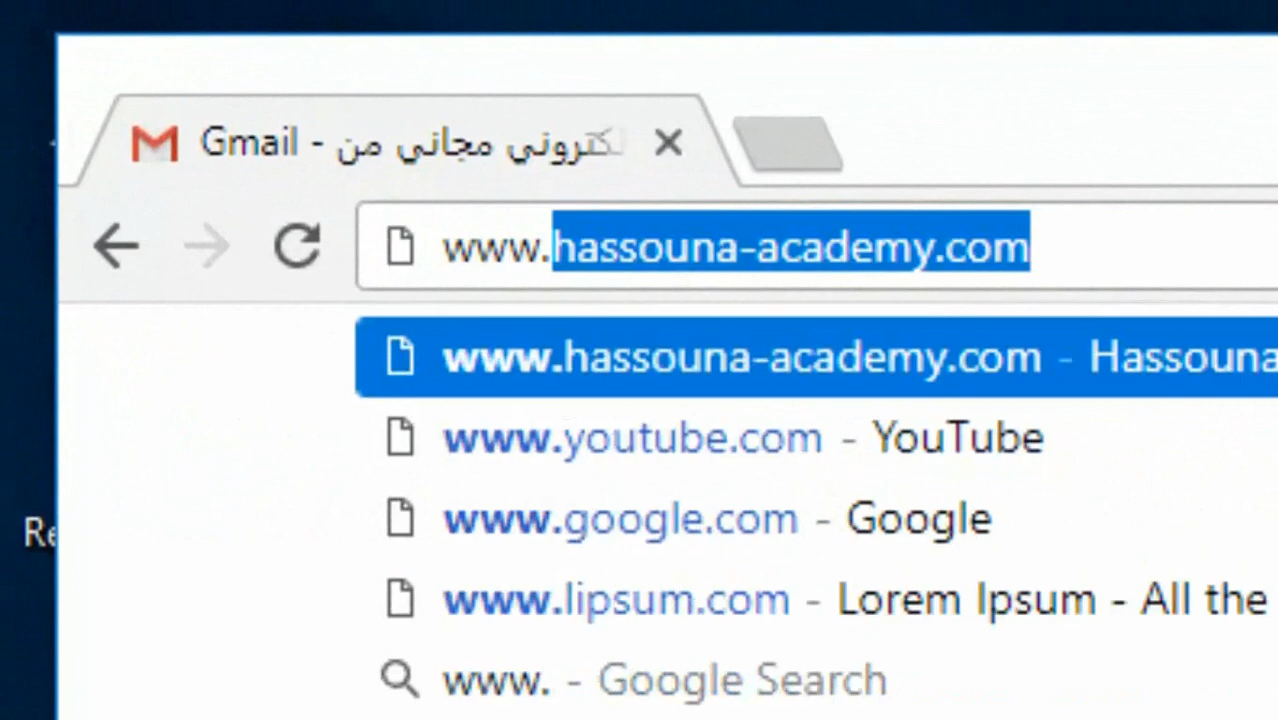 Gmail - كتروني مجاني من
www.hassouna-academy.com
www.hassouna-academy.com - Hassouna
www.youtube.com - YouTube
www.google.com - Google
www.lipsum.com - Lorem Ipsum - All the
www. - Google Search
Re